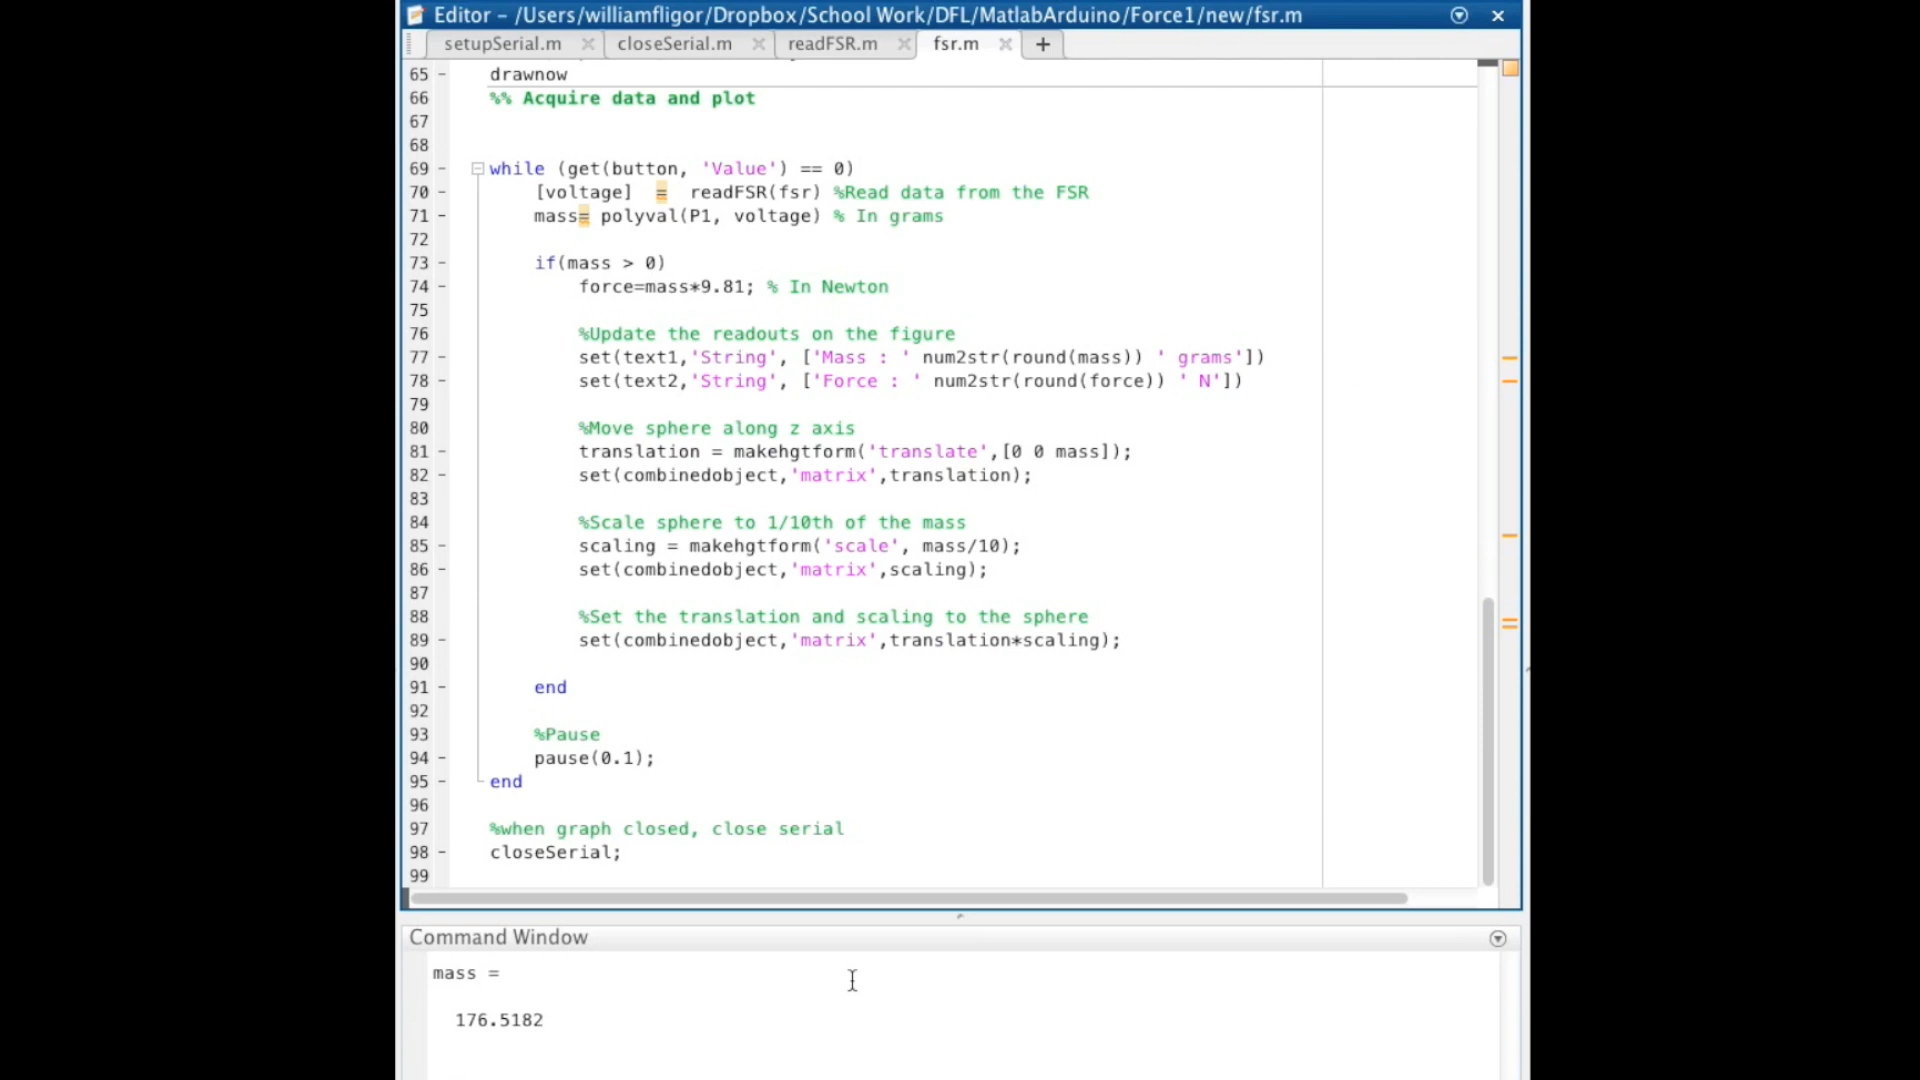 Editor - /Users/williamfligor/Dropbox/School Work/DFL/MatlabArduino/Force1/new/fsr.m
setupSerial.m closeSerial.m readFSR.m fsr.m +
65 - drawnow
66 %% Acquire data and plot
67
68
69 - while (get(button, 'Value') == 0)
70 - [voltage] = readFSR(fsr) %Read data from the FSR
71 - mass= polyval(P1, voltage) % In grams
72
73 - if(mass > 0)
74 - force=mass*9.81; % In Newton
75
76 %Update the readouts on the figure
77 - set(text1,'String', ['Mass : ' num2str(round(mass)) ' grams'])
78 - set(text2,'String', ['Force : ' num2str(round(force)) ' N'])
79
80 %Move sphere along z axis
81 - translation = makehgtform('translate',[0 0 mass]);
82 - set(combinedobject,'matrix',translation);
83
84 %Scale sphere to 1/10th of the mass
85 - scaling = makehgtform('scale', mass/10);
86 - set(combinedobject,'matrix',scaling);
87
88 %Set the translation and scaling to the sphere
89 - set(combinedobject,'matrix',translation*scaling);
90
91 - end
92
93 %Pause
94 - pause(0.1);
95 - end
96
97 %when graph closed, close serial
98 - closeSerial;
99
Command Window
mass =
176.5182